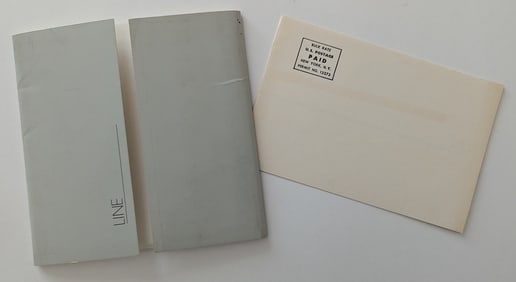 LINE
BULK RATE
U.S. POSTAGE
PAID
NEW YORK, N.Y.
PERMIT NO. 13273